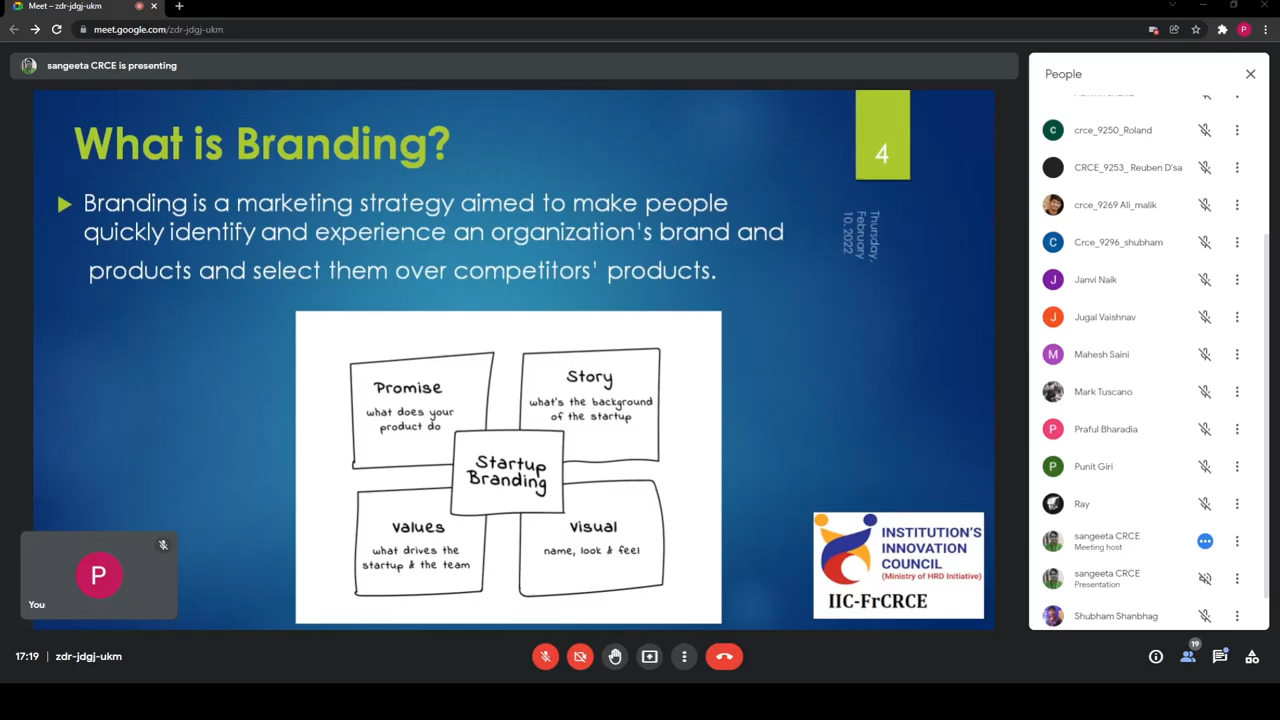 Meet – zdr-jdgj-ukm
meet.google.com/zdr-jdgj-ukm
P
sangeeta CRCE is presenting
What is Branding?
4
Branding is a marketing strategy aimed to make people
quickly identify and experience an organization's brand and
products and select them over competitors' products.
Thursday,
February
10, 2022
Promise
what does your
product do
Story
what's the background
of the startup
Startup
Branding
Values
what drives the
startup & the team
Visual
name, look & feel
INSTITUTION'S
INNOVATION
COUNCIL
(Ministry of HRD Initiative)
IIC-FrCRCE
P
You
People
C
crce_9250_Roland
CRCE_9253_ Reuben D'sa
crce_9269 Ali_malik
C
Crce_9296_shubham
J
Janvi Naik
J
Jugal Vaishnav
M
Mahesh Saini
Mark Tuscano
P
Praful Bharadia
P
Punit Giri
Ray
sangeeta CRCE
Meeting host
sangeeta CRCE
Presentation
Shubham Shanbhag
17:19 | zdr-jdgj-ukm
19